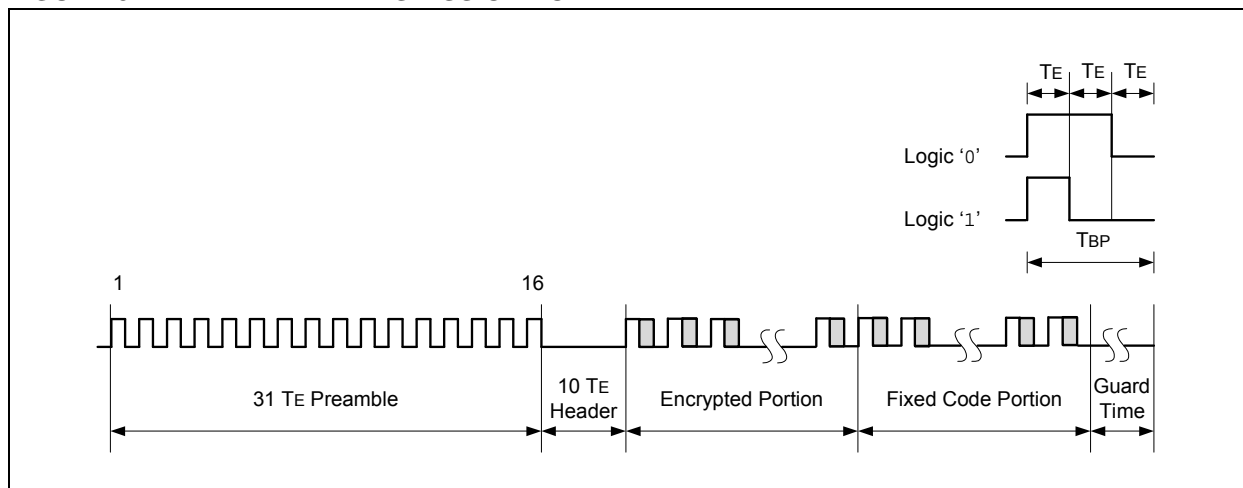 TE TE TE
Logic ‘0’
Logic ‘1’
TBP
1 16
31 TE Preamble
10 TE
Header
Encrypted Portion
Fixed Code Portion
Guard
Time